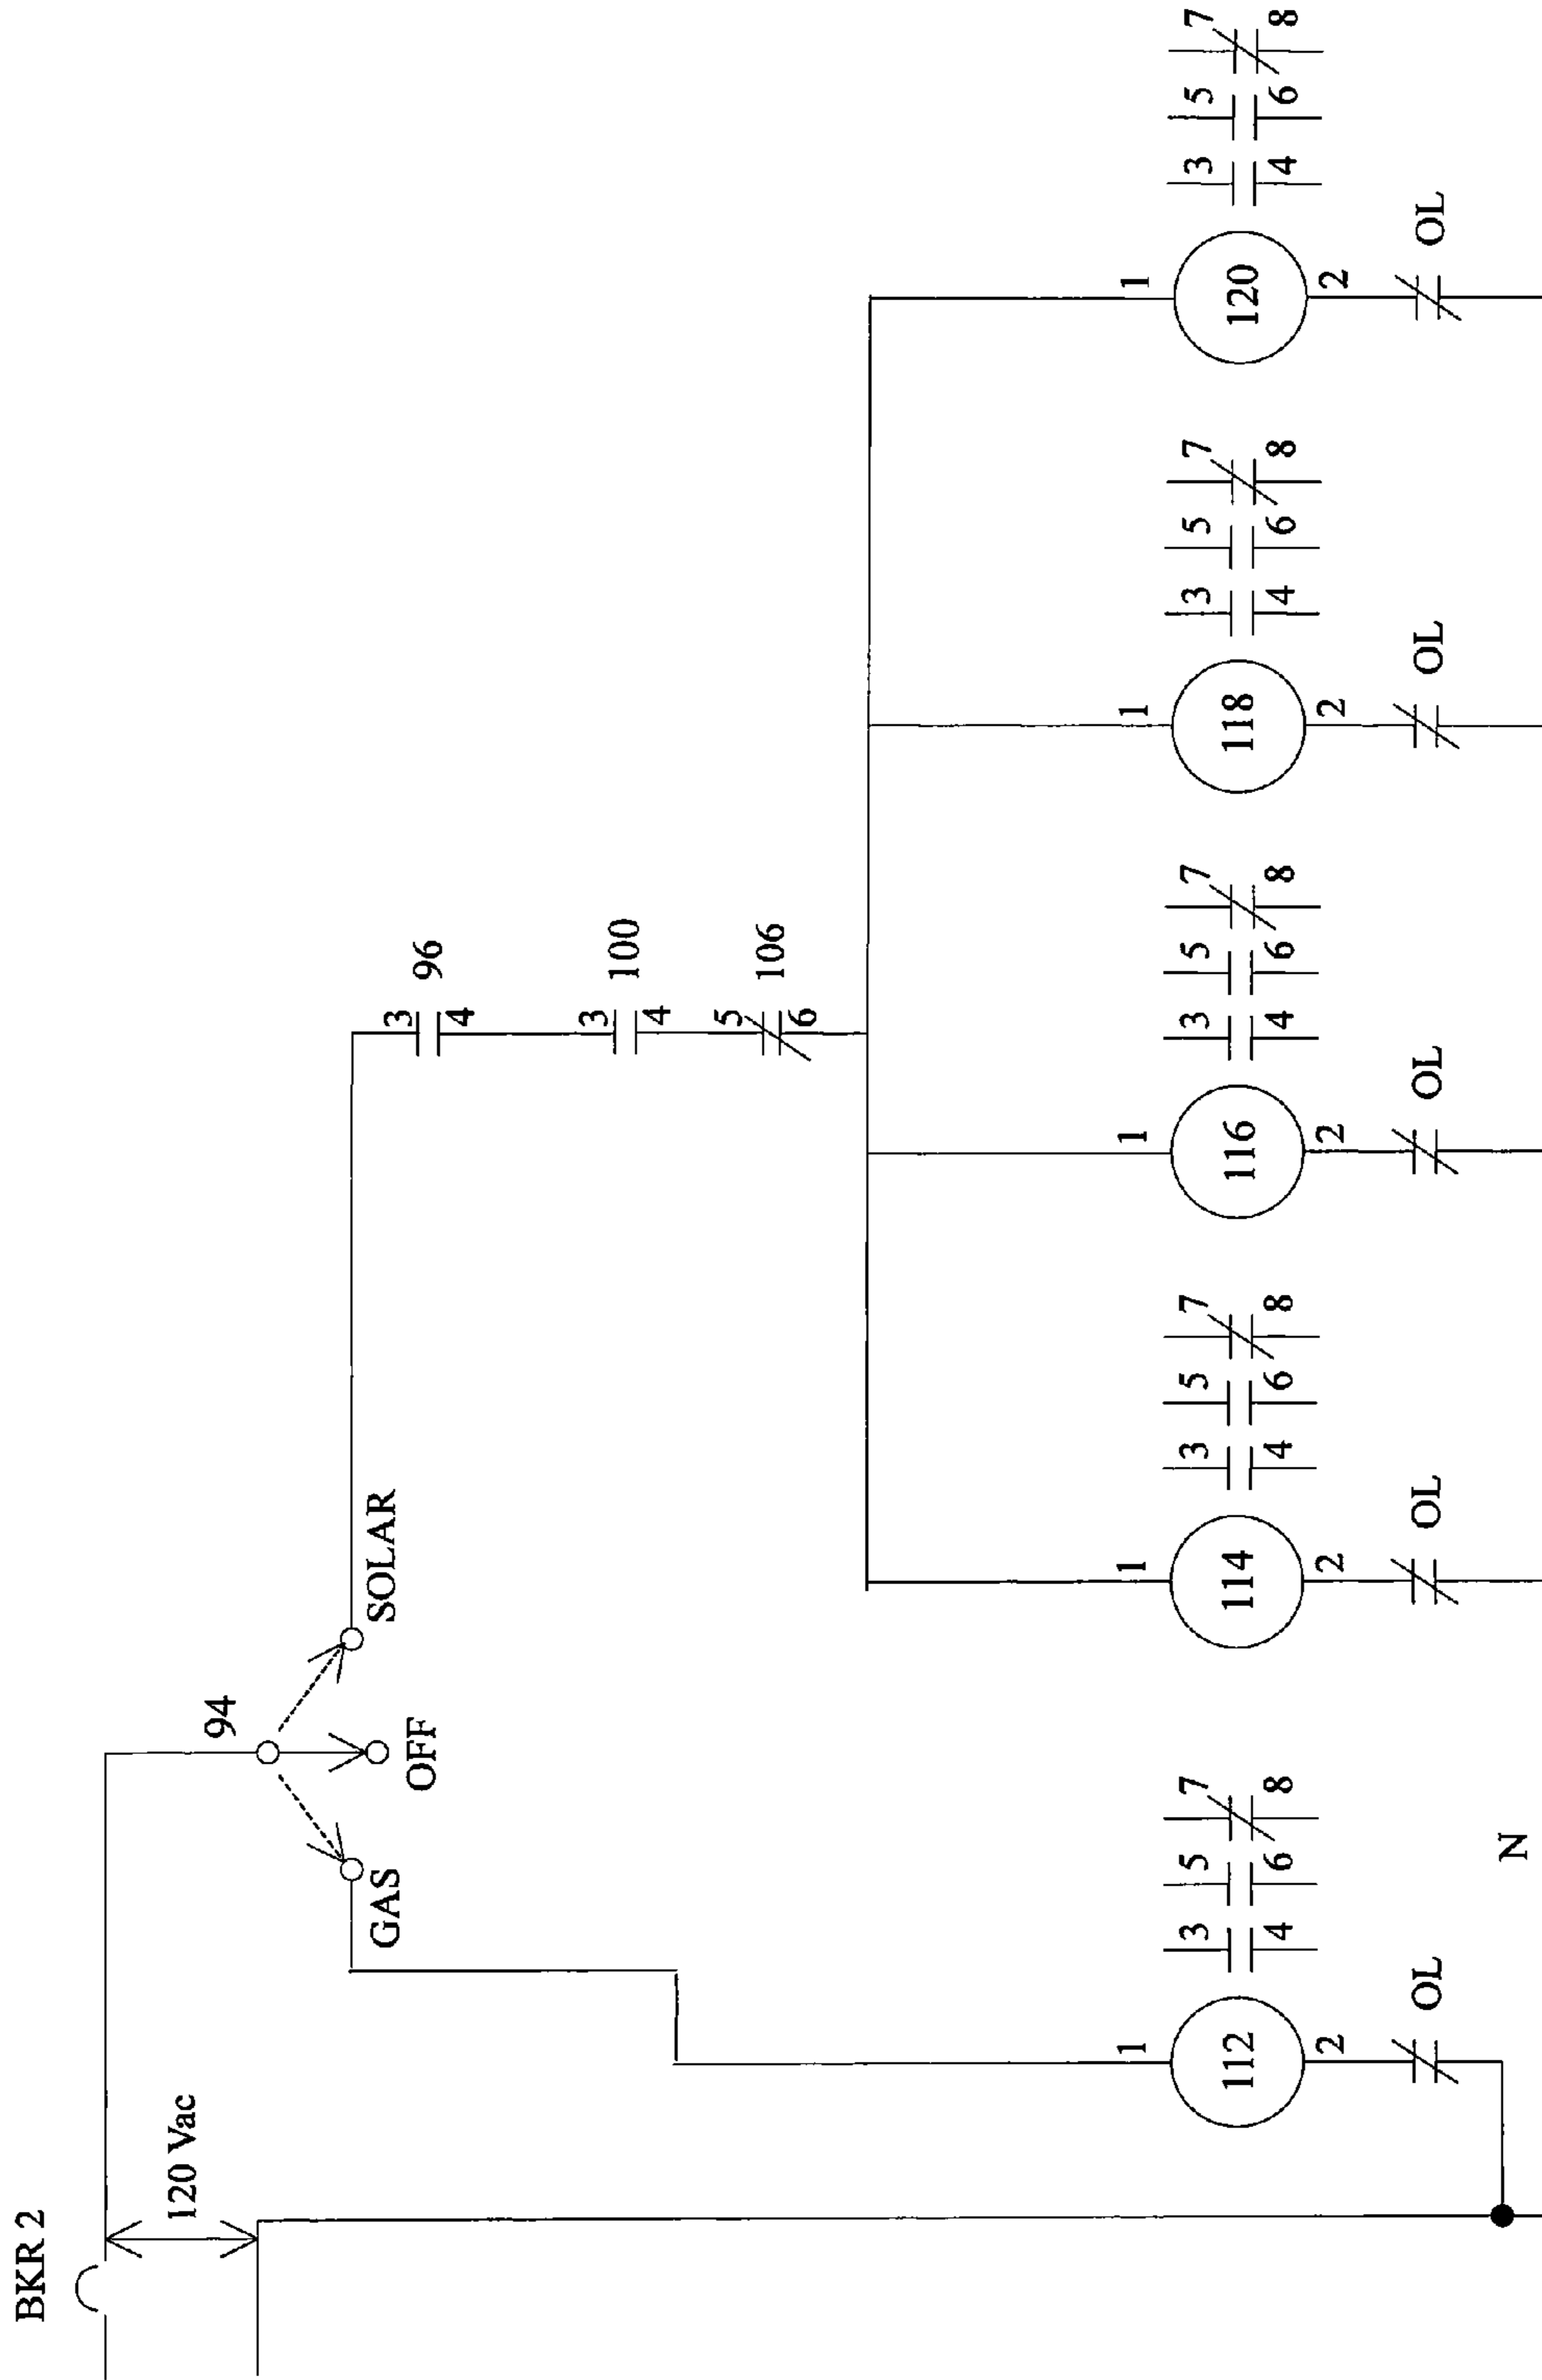 BKR 2
120 Vac
94
GAS
OFF
SOLAR
3
96
4
3
100
4
5
106
6
1 1 1 1 1
3 5 7 3 5 7 3 5 7 3 5 7 3 5 7
112 114 116 118 120
4 6 8 4 6 8 4 6 8 4 6 8 4 6 8
2 2 2 2 2
OL OL OL OL OL
N